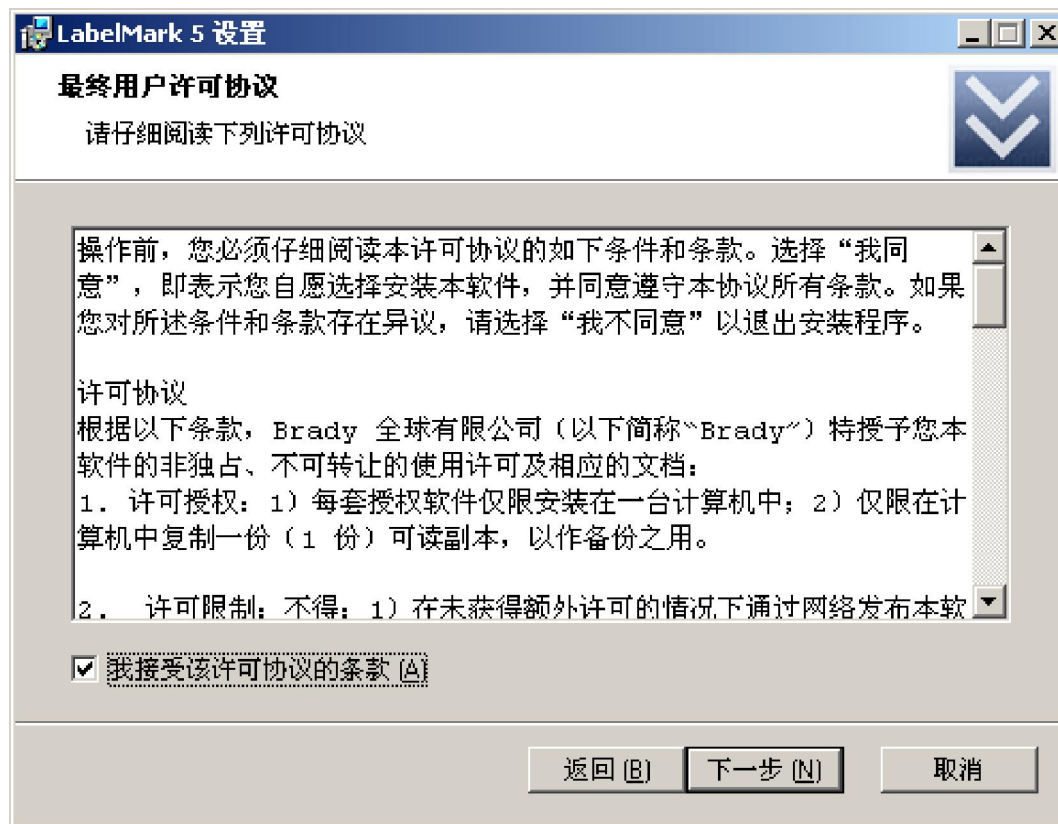 LabelMark 5 设置
最终用户许可协议
请仔细阅读下列许可协议
操作前，您必须仔细阅读本许可协议的如下条件和条款。选择“我同
意”，即表示您自愿选择安装本软件，并同意遵守本协议所有条款。如果
您对所述条件和条款存在异议，请选择“我不同意”以退出安装程序。
许可协议
根据以下条款，Brady 全球有限公司（以下简称~Brady~）特授予您本
软件的非独占、不可转让的使用许可及相应的文档：
1. 许可授权：1）每套授权软件仅限安装在一台计算机中；2）仅限在计
算机中复制一份（1 份）可读副本，以作备份之用。
2. 许可限制：不得：1）在未获得额外许可的情况下通过网络发布本软
我接受该许可协议的条款 (A)
返回 (B) 下一步 (N) 取消